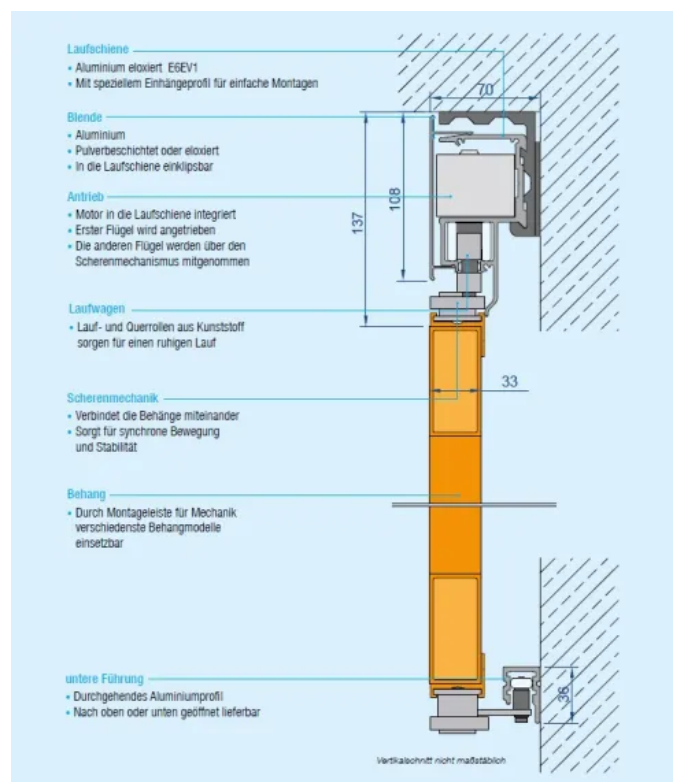 Laufschiene
• Aluminium eloxiert E6EV1
• Mit speziellem Einhängeprofil für einfache Montagen
70
Blende
• Aluminium
• Pulverbeschichtet oder eloxiert
• In die Laufschiene einklipsbar
137
108
Antrieb
• Motor in die Laufschiene integriert
• Erster Flügel wird angetrieben
• Die anderen Flügel werden über den
Scherenmechanismus mitgenommen
Laufwagen
• Lauf- und Querrollen aus Kunststoff
sorgen für einen ruhigen Lauf
33
Scherenmechanik
• Verbindet die Behänge miteinander
• Sorgt für synchrone Bewegung
und Stabilität
Behang
• Durch Montageleiste für Mechanik
verschiedenste Behangmodelle
einsetzbar
untere Führung
• Durchgehendes Aluminiumprofil
• Nach oben oder unten geöffnet lieferbar
36
Vertikalschnitt nicht maßstäblich